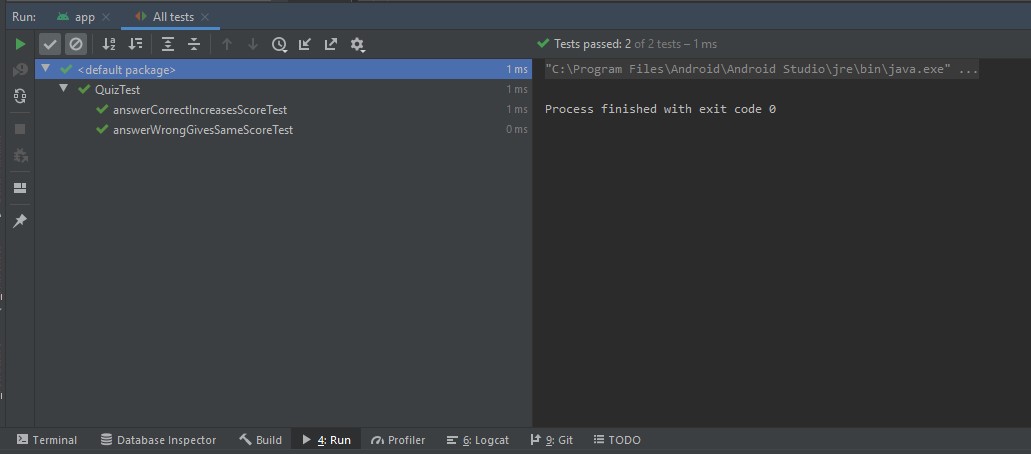 Run: app All tests
Tests passed: 2 of 2 tests – 1 ms
<default package> 1 ms
QuizTest 1 ms
answerCorrectIncreasesScoreTest 1 ms
answerWrongGivesSameScoreTest 0 ms
"C:\Program Files\Android\Android Studio\jre\bin\java.exe" ...
Process finished with exit code 0
Terminal Database Inspector Build 4: Run Profiler 6: Logcat 9: Git TODO